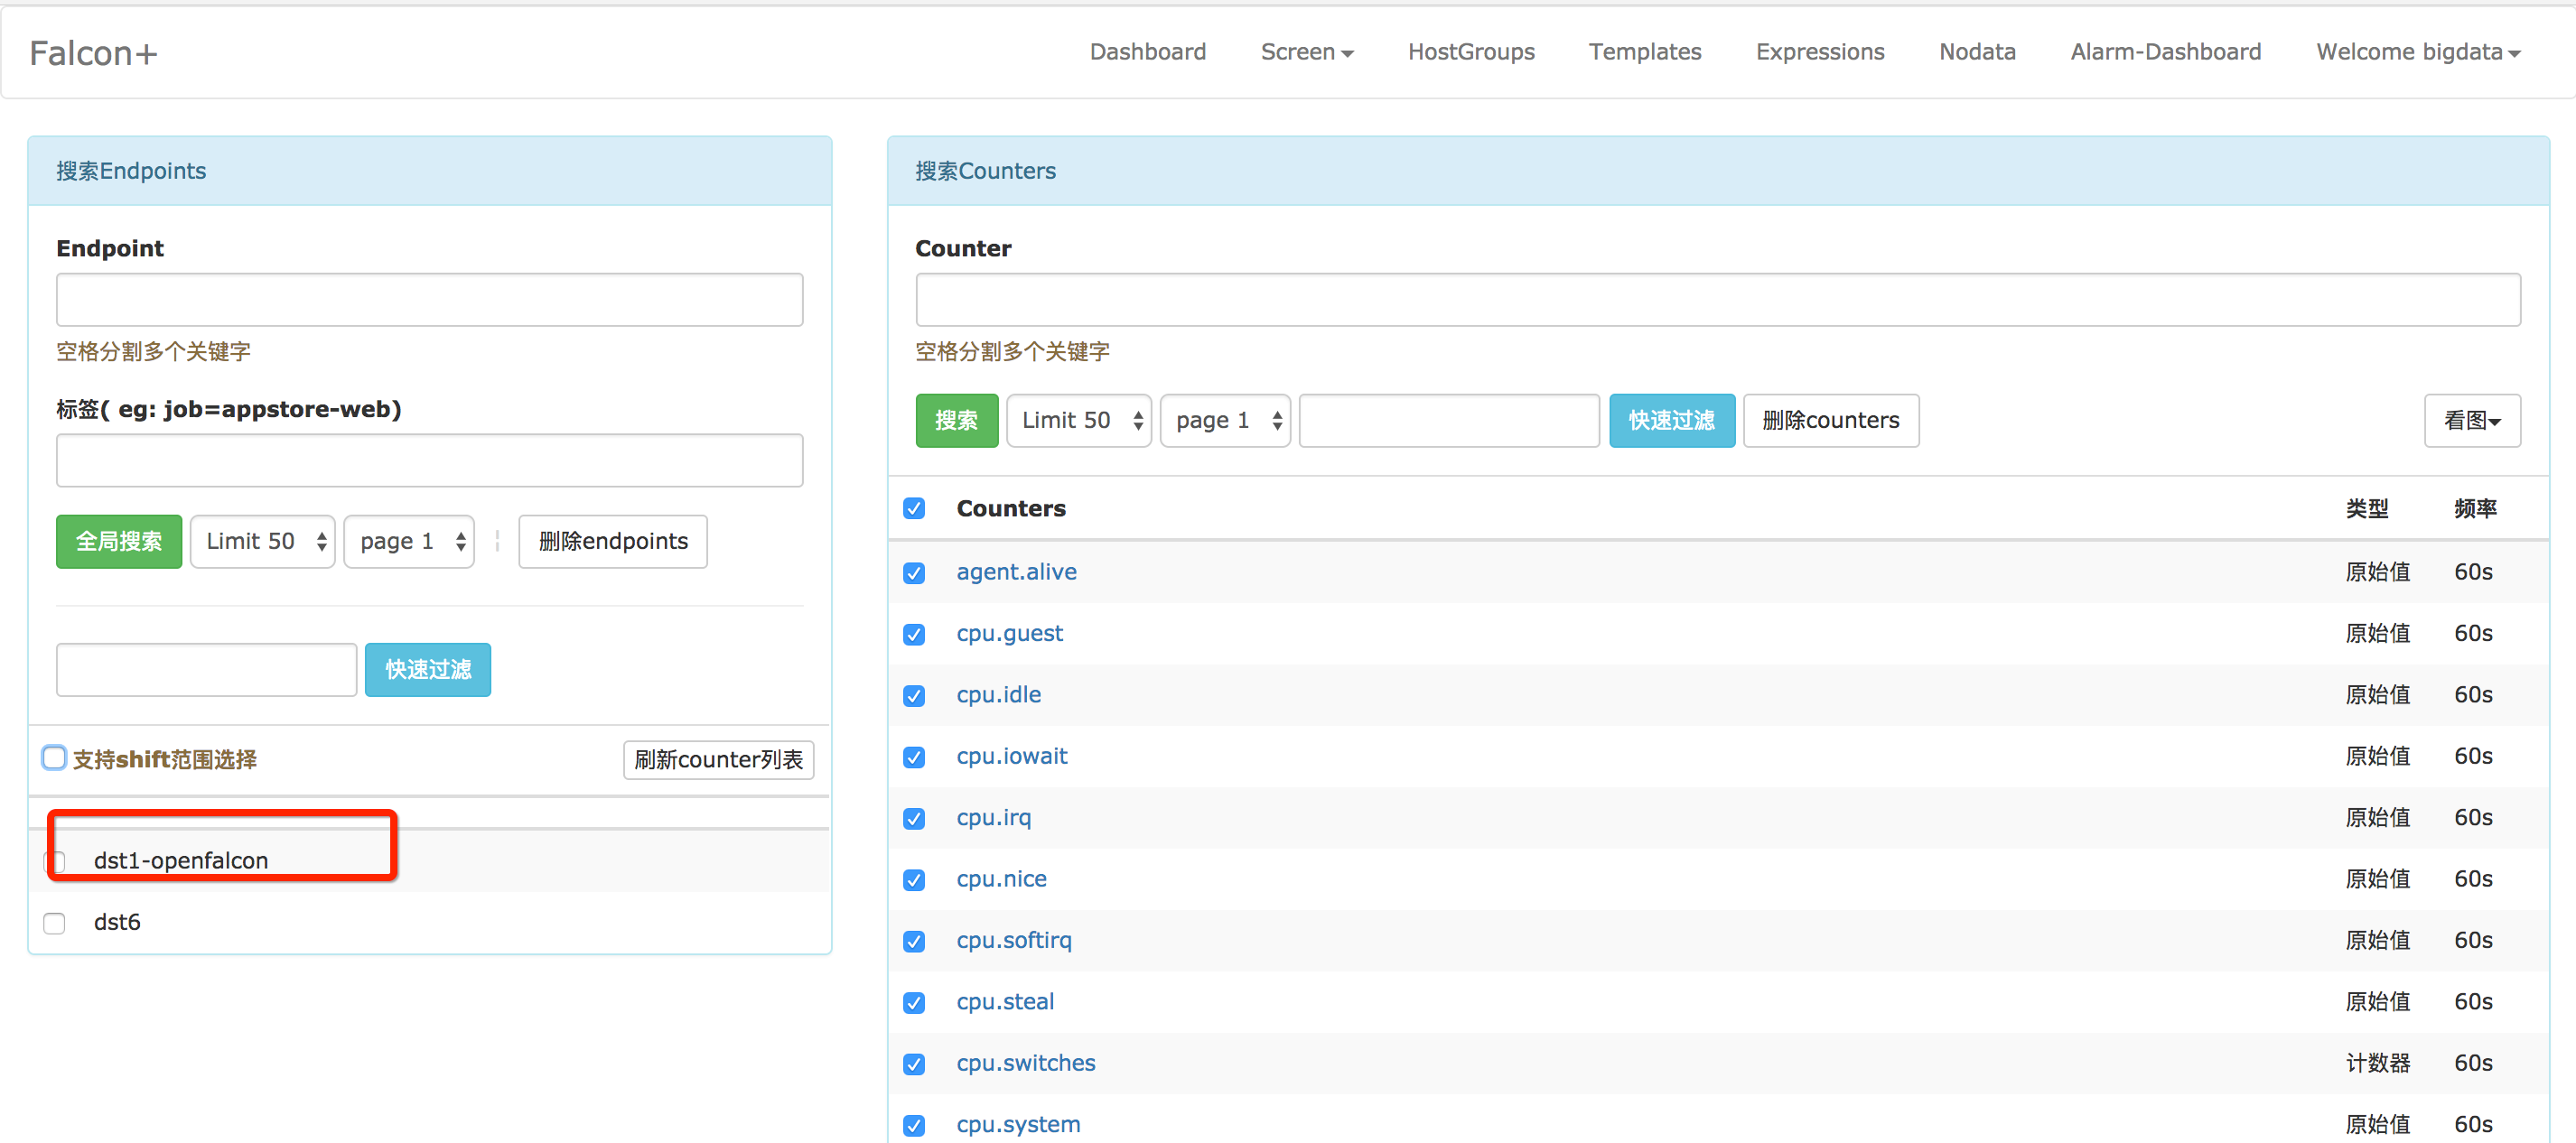 Falcon+
Dashboard Screen HostGroups Templates Expressions Nodata Alarm-Dashboard Welcome bigdata
搜索Endpoints
Endpoint
空格分割多个关键字
标签( eg: job=appstore-web)
全局搜索 Limit 50 page 1 ¦ 删除endpoints
快速过滤
支持shift范围选择 刷新counter列表
dst1-openfalcon
dst6
搜索Counters
Counter
空格分割多个关键字
搜索 Limit 50 page 1 快速过滤 删除counters 看图
Counters 类型 频率
agent.alive 原始值 60s
cpu.guest 原始值 60s
cpu.idle 原始值 60s
cpu.iowait 原始值 60s
cpu.irq 原始值 60s
cpu.nice 原始值 60s
cpu.softirq 原始值 60s
cpu.steal 原始值 60s
cpu.switches 计数器 60s
cpu.system 原始值 60s